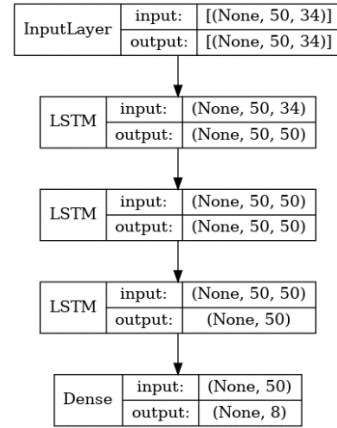 InputLayer input: [(None, 50, 34)]
output: [(None, 50, 34)]
LSTM input: (None, 50, 34)
output: (None, 50, 50)
LSTM input: (None, 50, 50)
output: (None, 50, 50)
LSTM input: (None, 50, 50)
output: (None, 50)
Dense input: (None, 50)
output: (None, 8)